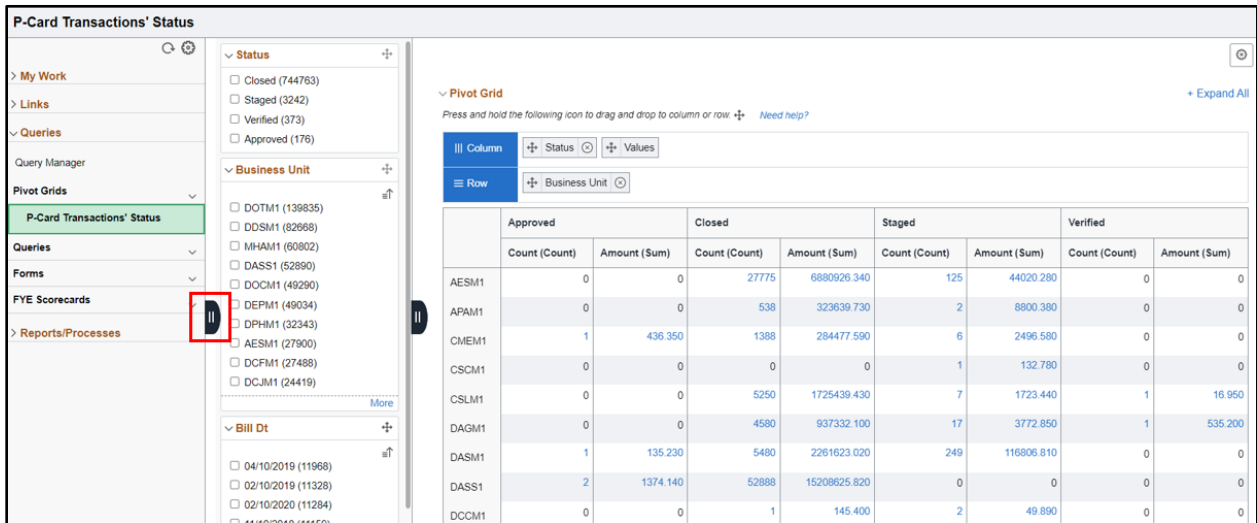 P-Card Transactions' Status
My Work
Links
Queries
Query Manager
Pivot Grids
P-Card Transactions' Status
Queries
Forms
FYE Scorecards
Reports/Processes
Status
Closed (744763)
Staged (3242)
Verified (373)
Approved (176)
Business Unit
DOTM1 (139835)
DDSM1 (82668)
MHAM1 (60802)
DASS1 (52890)
DOCM1 (49290)
DEPM1 (49034)
DPHM1 (32343)
AESM1 (27900)
DCFM1 (27488)
DCJM1 (24419)
More
Bill Dt
04/10/2019 (11968)
02/10/2019 (11328)
02/10/2020 (11284)
Pivot Grid
+ Expand All
Press and hold the following icon to drag and drop to column or row. Need help?
Column Status Values
Row Business Unit
Approved Closed Staged Verified
Count (Count) Amount (Sum) Count (Count) Amount (Sum) Count (Count) Amount (Sum) Count (Count) Amount (Sum)
AESM1 0 0 27775 6880926.340 125 44020.280 0 0
APAM1 0 0 538 323639.730 2 8800.380 0 0
CMEM1 1 436.350 1388 284477.590 6 2496.580 0 0
CSCM1 0 0 0 0 1 132.780 0 0
CSLM1 0 0 5250 1725439.430 7 1723.440 1 16.950
DAGM1 0 0 4580 937332.100 17 3772.850 1 535.200
DASM1 1 135.230 5480 2261623.020 249 116806.810 0 0
DASS1 2 1374.140 52888 15208625.820 0 0 0 0
DCCM1 0 0 1 145.400 2 49.890 0 0